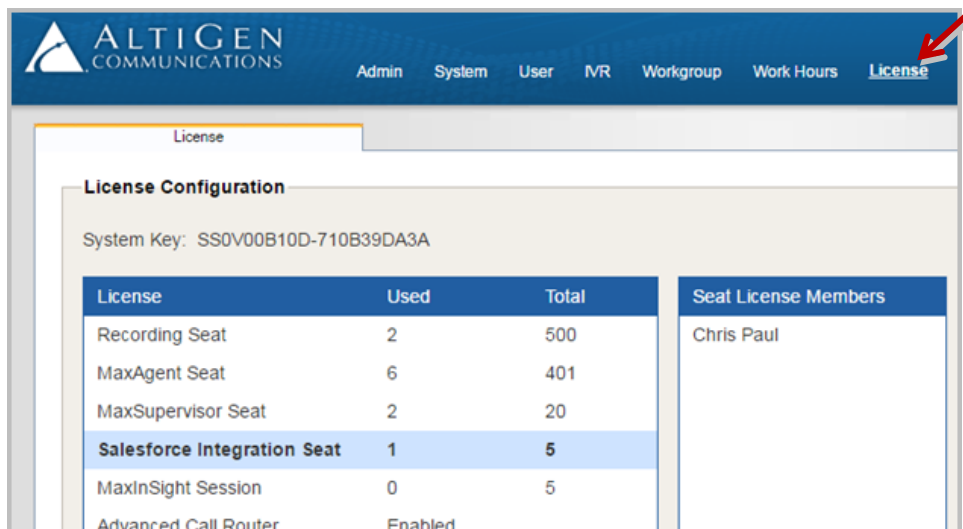 ALTIGEN
COMMUNICATIONS
Admin System User IVR Workgroup Work Hours License
License
License Configuration
System Key: SS0V00B10D-710B39DA3A
License Used Total
Recording Seat 2 500
MaxAgent Seat 6 401
MaxSupervisor Seat 2 20
Salesforce Integration Seat 1 5
MaxInSight Session 0 5
Advanced Call Router Enabled
Seat License Members
Chris Paul